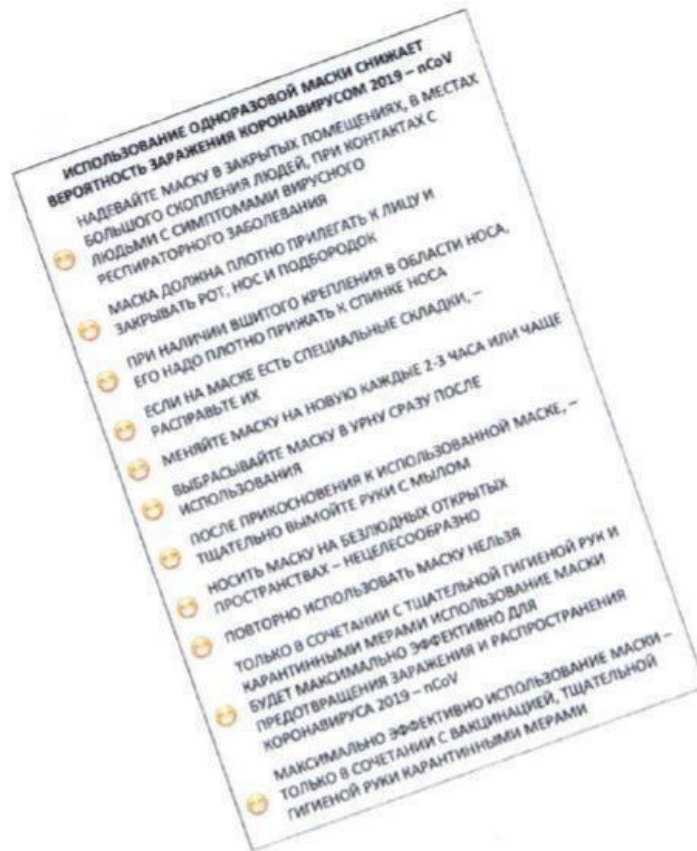 ИСПОЛЬЗОВАНИЕ ОДНОРАЗОВОЙ МАСКИ СНИЖАЕТ
ВЕРОЯТНОСТЬ ЗАРАЖЕНИЯ КОРОНАВИРУСОМ 2019 – nCoV
НАДЕВАЙТЕ МАСКУ В ЗАКРЫТЫХ ПОМЕЩЕНИЯХ, В МЕСТАХ
БОЛЬШОГО СКОПЛЕНИЯ ЛЮДЕЙ, ПРИ КОНТАКТАХ С
ЛЮДЬМИ С СИМПТОМАМИ ВИРУСНОГО
РЕСПИРАТОРНОГО ЗАБОЛЕВАНИЯ
МАСКА ДОЛЖНА ПЛОТНО ПРИЛЕГАТЬ К ЛИЦУ И
ЗАКРЫВАТЬ РОТ, НОС И ПОДБОРОДОК
ПРИ НАЛИЧИИ ВШИТОГО КРЕПЛЕНИЯ В ОБЛАСТИ НОСА,
ЕГО НАДО ПЛОТНО ПРИЖАТЬ К СПИНКЕ НОСА
ЕСЛИ НА МАСКЕ ЕСТЬ СПЕЦИАЛЬНЫЕ СКЛАДКИ, –
РАСПРАВЬТЕ ИХ
МЕНЯЙТЕ МАСКУ НА НОВУЮ КАЖДЫЕ 2-3 ЧАСА ИЛИ ЧАЩЕ
ВЫБРАСЫВАЙТЕ МАСКУ В УРНУ СРАЗУ ПОСЛЕ
ИСПОЛЬЗОВАНИЯ
ПОСЛЕ ПРИКОСНОВЕНИЯ К ИСПОЛЬЗОВАННОЙ МАСКЕ, –
ТЩАТЕЛЬНО ВЫМОЙТЕ РУКИ С МЫЛОМ
НОСИТЬ МАСКУ НА БЕЗЛЮДНЫХ ОТКРЫТЫХ
ПРОСТРАНСТВАХ – НЕЦЕЛЕСООБРАЗНО
ПОВТОРНО ИСПОЛЬЗОВАТЬ МАСКУ НЕЛЬЗЯ
ТОЛЬКО В СОЧЕТАНИИ С ТЩАТЕЛЬНОЙ ГИГИЕНОЙ РУК И
КАРАНТИННЫМИ МЕРАМИ ИСПОЛЬЗОВАНИЕ МАСКИ
БУДЕТ МАКСИМАЛЬНО ЭФФЕКТИВНО ДЛЯ
ПРЕДОТВРАЩЕНИЯ ЗАРАЖЕНИЯ И РАСПРОСТРАНЕНИЯ
КОРОНАВИРУСА 2019 – nCoV
МАКСИМАЛЬНО ЭФФЕКТИВНО ИСПОЛЬЗОВАНИЕ МАСКИ –
ТОЛЬКО В СОЧЕТАНИИ С ВАКЦИНАЦИЕЙ, ТЩАТЕЛЬНОЙ
ГИГИЕНОЙ РУКИ КАРАНТИННЫМИ МЕРАМИ